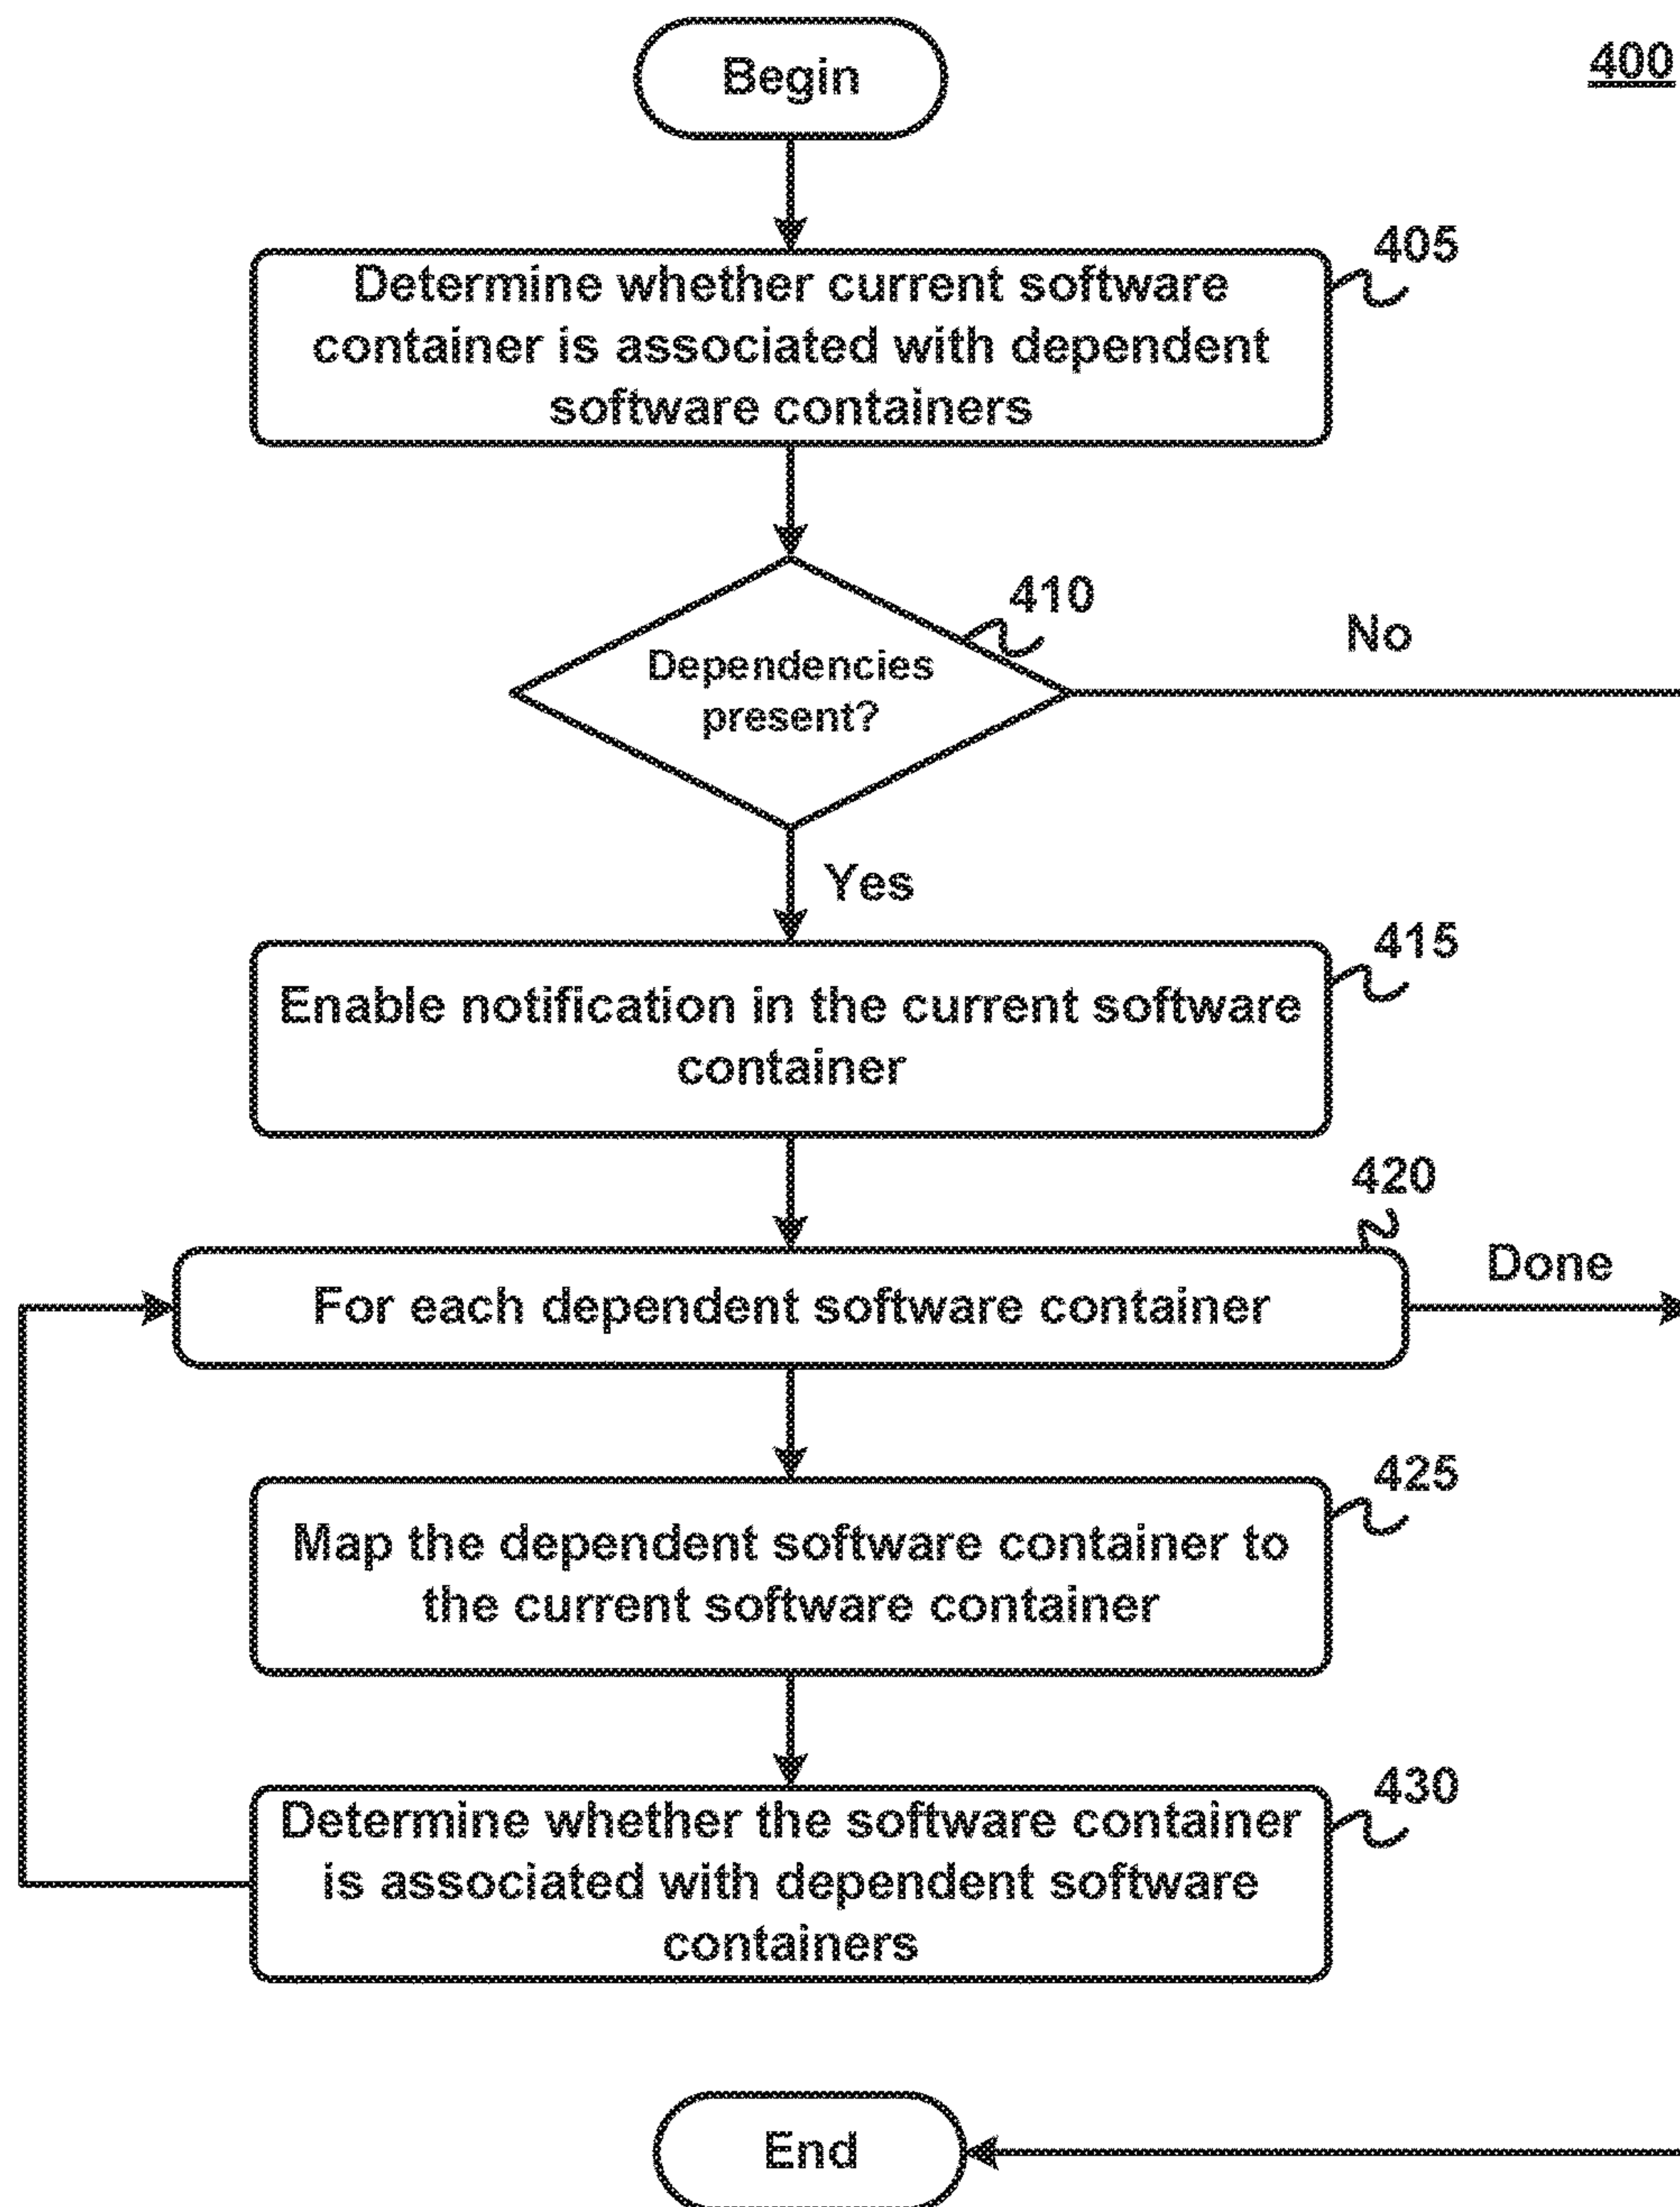 Begin
400
405
Determine whether current software
container is associated with dependent
software containers
410
Dependencies
present?
No
Yes
415
Enable notification in the current software
container
420
For each dependent software container
Done
425
Map the dependent software container to
the current software container
430
Determine whether the software container
is associated with dependent software
containers
End